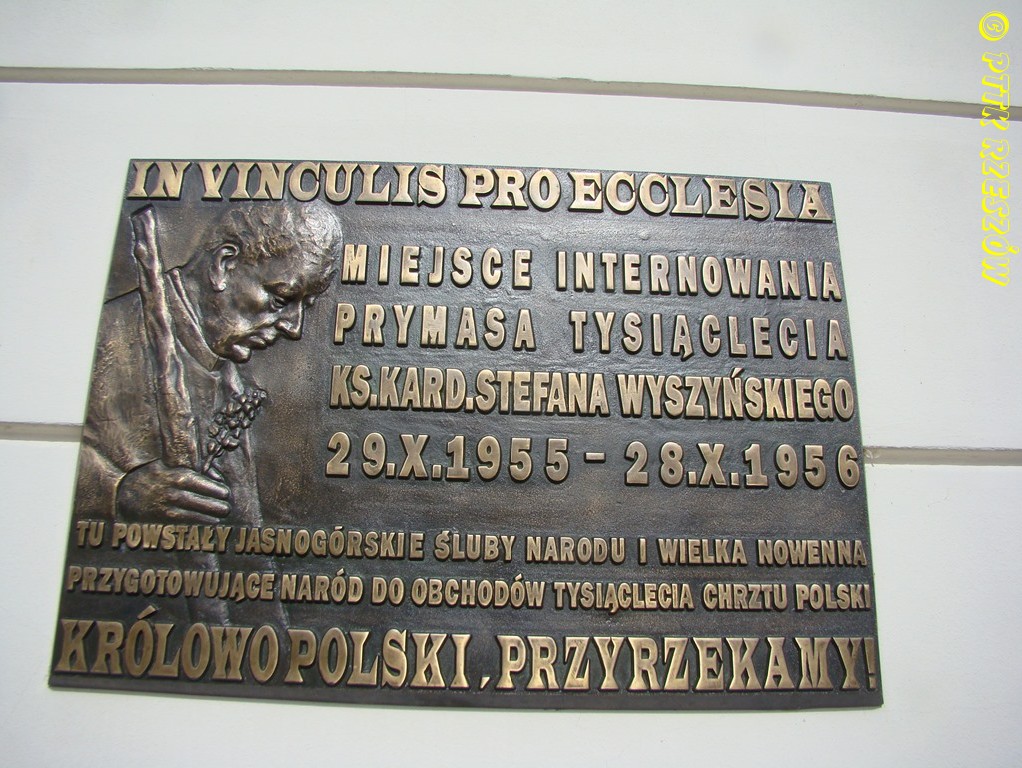 IN VINCULIS PRO ECCLESIA
MIEJSCE INTERNOWANIA
PRYMASA TYSIĄCLECIA
KS.KARD.STEFANA WYSZYŃSKIEGO
29.X.1955 - 28.X.1956
TU POWSTAŁY JASNOGÓRSKIE ŚLUBY NARODU I WIELKA NOWENNA
PRZYGOTOWUJĄCE NARÓD DO OBCHODÓW TYSIĄCLECIA CHRZTU POLSKI
KRÓLOWO POLSKI, PRZYRZEKAMY!
© PTTK RZESZÓW